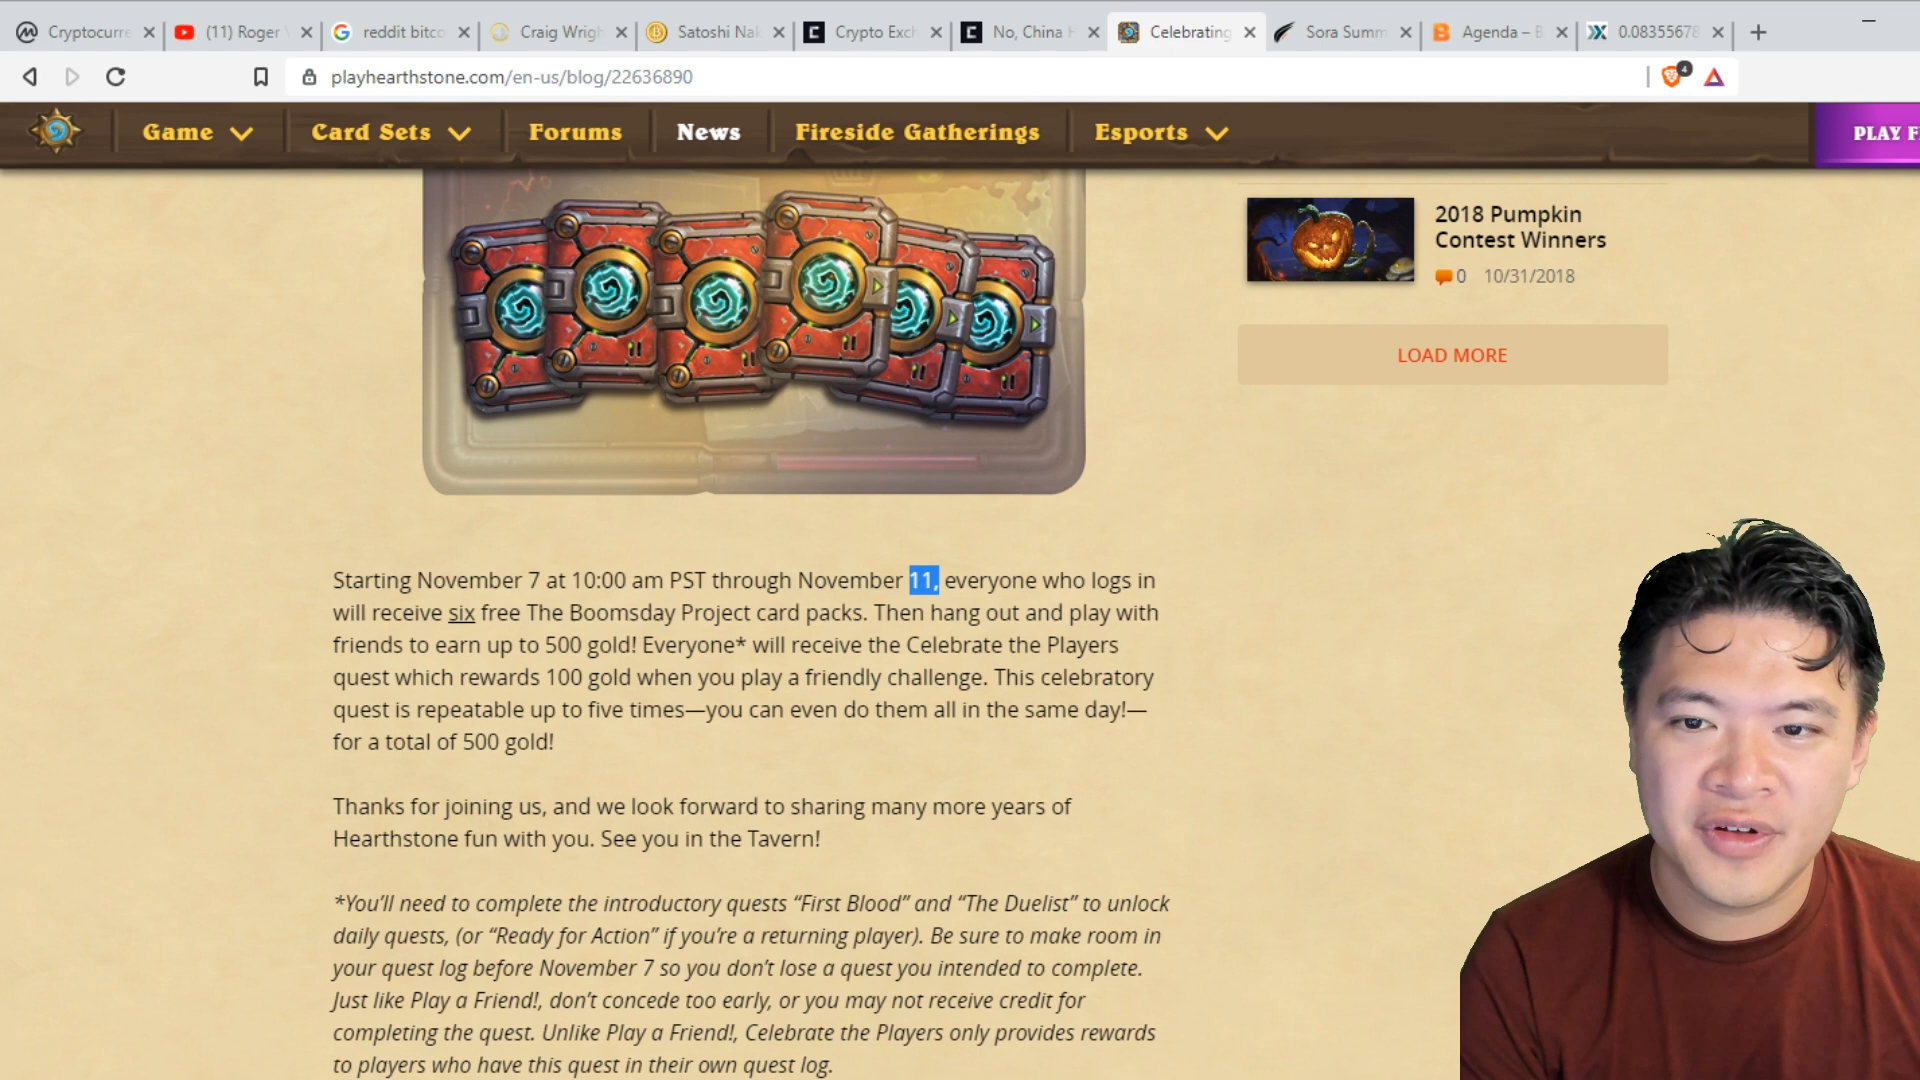 Cryptocurre
(11) Roger
reddit bitco
Craig Wrigh
Satoshi Nak
Crypto Exch
No, China H
Celebrating
Sora Summ
Agenda – B
0.08355678
playhearthstone.com/en-us/blog/22636890
4
Game
Card Sets
Forums
News
Fireside Gatherings
Esports
PLAY F
2018 Pumpkin
Contest Winners
0 10/31/2018
LOAD MORE
Starting November 7 at 10:00 am PST through November 11, everyone who logs in
will receive six free The Boomsday Project card packs. Then hang out and play with
friends to earn up to 500 gold! Everyone* will receive the Celebrate the Players
quest which rewards 100 gold when you play a friendly challenge. This celebratory
quest is repeatable up to five times—you can even do them all in the same day!—
for a total of 500 gold!
Thanks for joining us, and we look forward to sharing many more years of
Hearthstone fun with you. See you in the Tavern!
*You’ll need to complete the introductory quests “First Blood” and “The Duelist” to unlock
daily quests, (or “Ready for Action” if you’re a returning player). Be sure to make room in
your quest log before November 7 so you don’t lose a quest you intended to complete.
Just like Play a Friend!, don’t concede too early, or you may not receive credit for
completing the quest. Unlike Play a Friend!, Celebrate the Players only provides rewards
to players who have this quest in their own quest log.